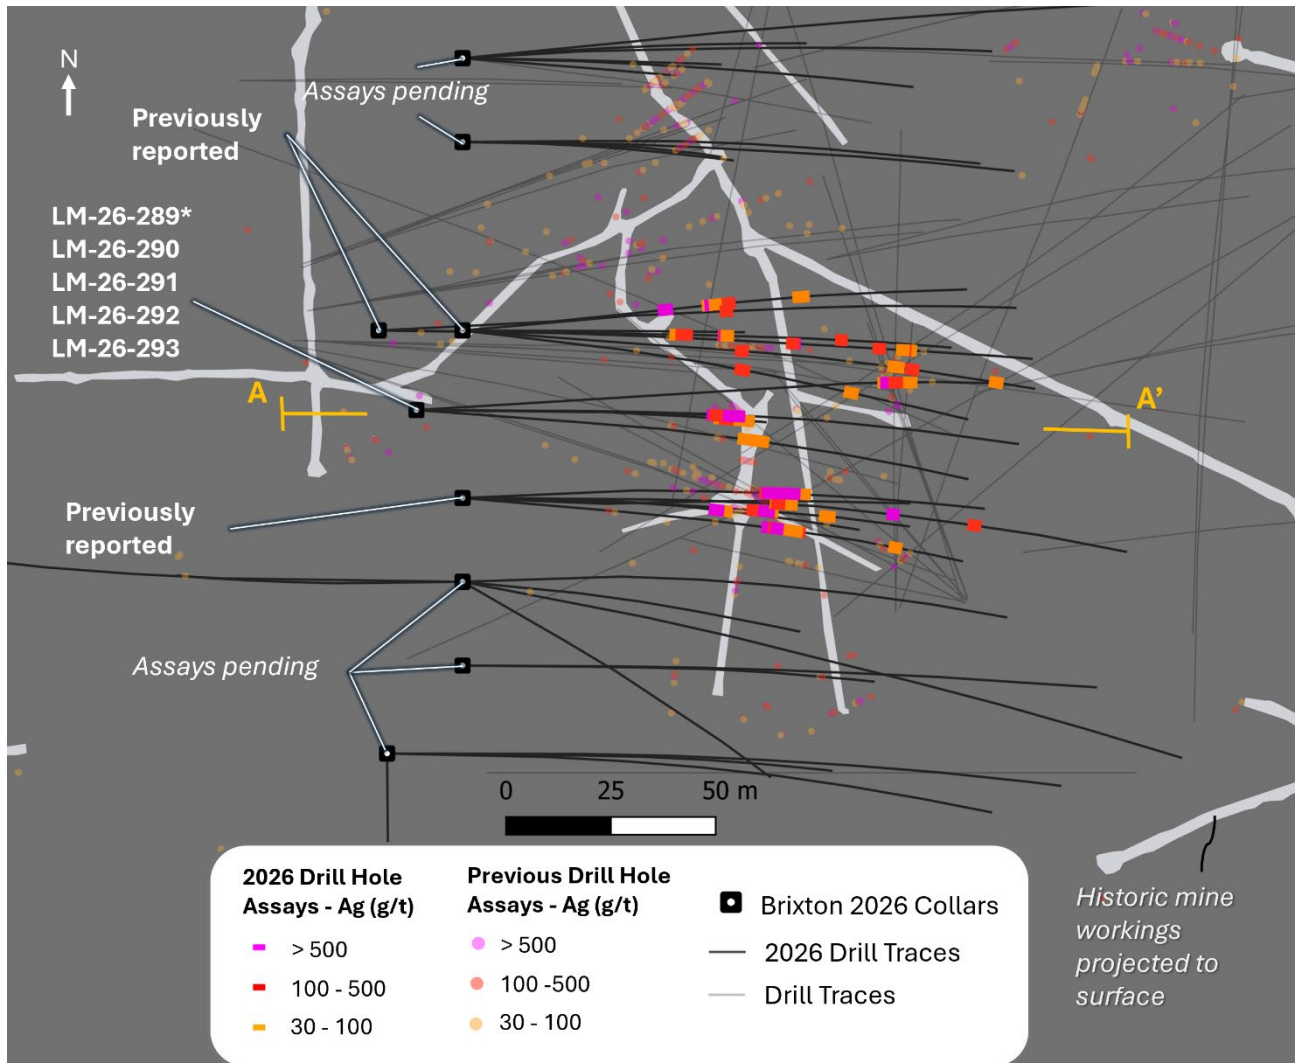 N
Assays pending
Previously
reported
LM-26-289*
LM-26-290
LM-26-291
LM-26-292
LM-26-293
A
A’
Previously
reported
Assays pending
0 25 50 m
2026 Drill Hole
Assays - Ag (g/t)
> 500
100 - 500
30 - 100
Previous Drill Hole
Assays - Ag (g/t)
> 500
100 -500
30 - 100
Brixton 2026 Collars
2026 Drill Traces
Drill Traces
Historic mine
workings
projected to
surface